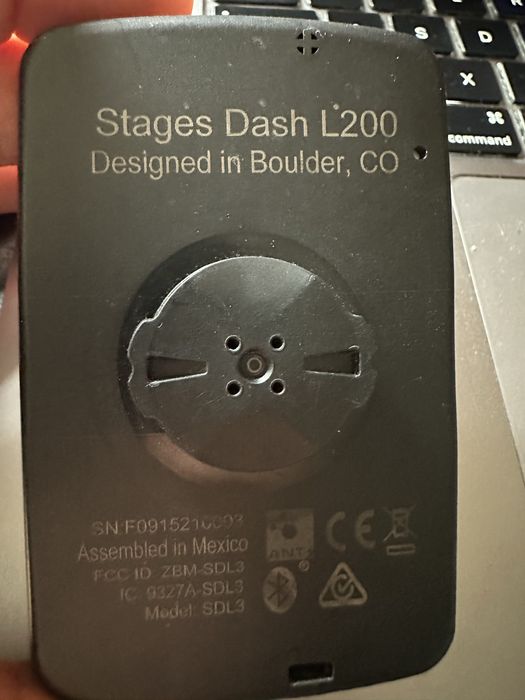 S
D
X
⌘
command
Stages Dash L200
Designed in Boulder, CO
Assembled in Mexico
FCC ID: ZBM-SDL3
IC: 9327A-SDL3
Model: SDL3
ANT+
CE